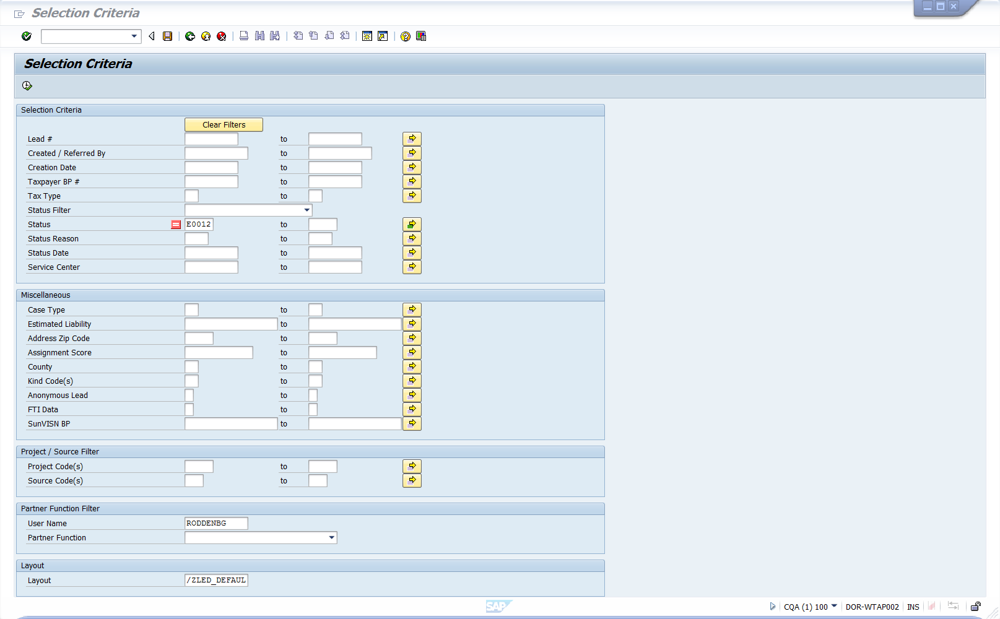 Selection Criteria
Selection Criteria
Selection Criteria
Clear Filters
Lead # to
Created / Referred By to
Creation Date to
Taxpayer BP # to
Tax Type to
Status Filter
Status E0012 to
Status Reason to
Status Date to
Service Center to
Miscellaneous
Case Type to
Estimated Liability to
Address Zip Code to
Assignment Score to
County to
Kind Code(s) to
Anonymous Lead to
FTI Data to
SunVISN BP to
Project / Source Filter
Project Code(s) to
Source Code(s) to
Partner Function Filter
User Name RODDENBG
Partner Function
Layout
Layout /ZLED_DEFAUL
SAP CQA (1) 100 DOR-WTAP002 INS